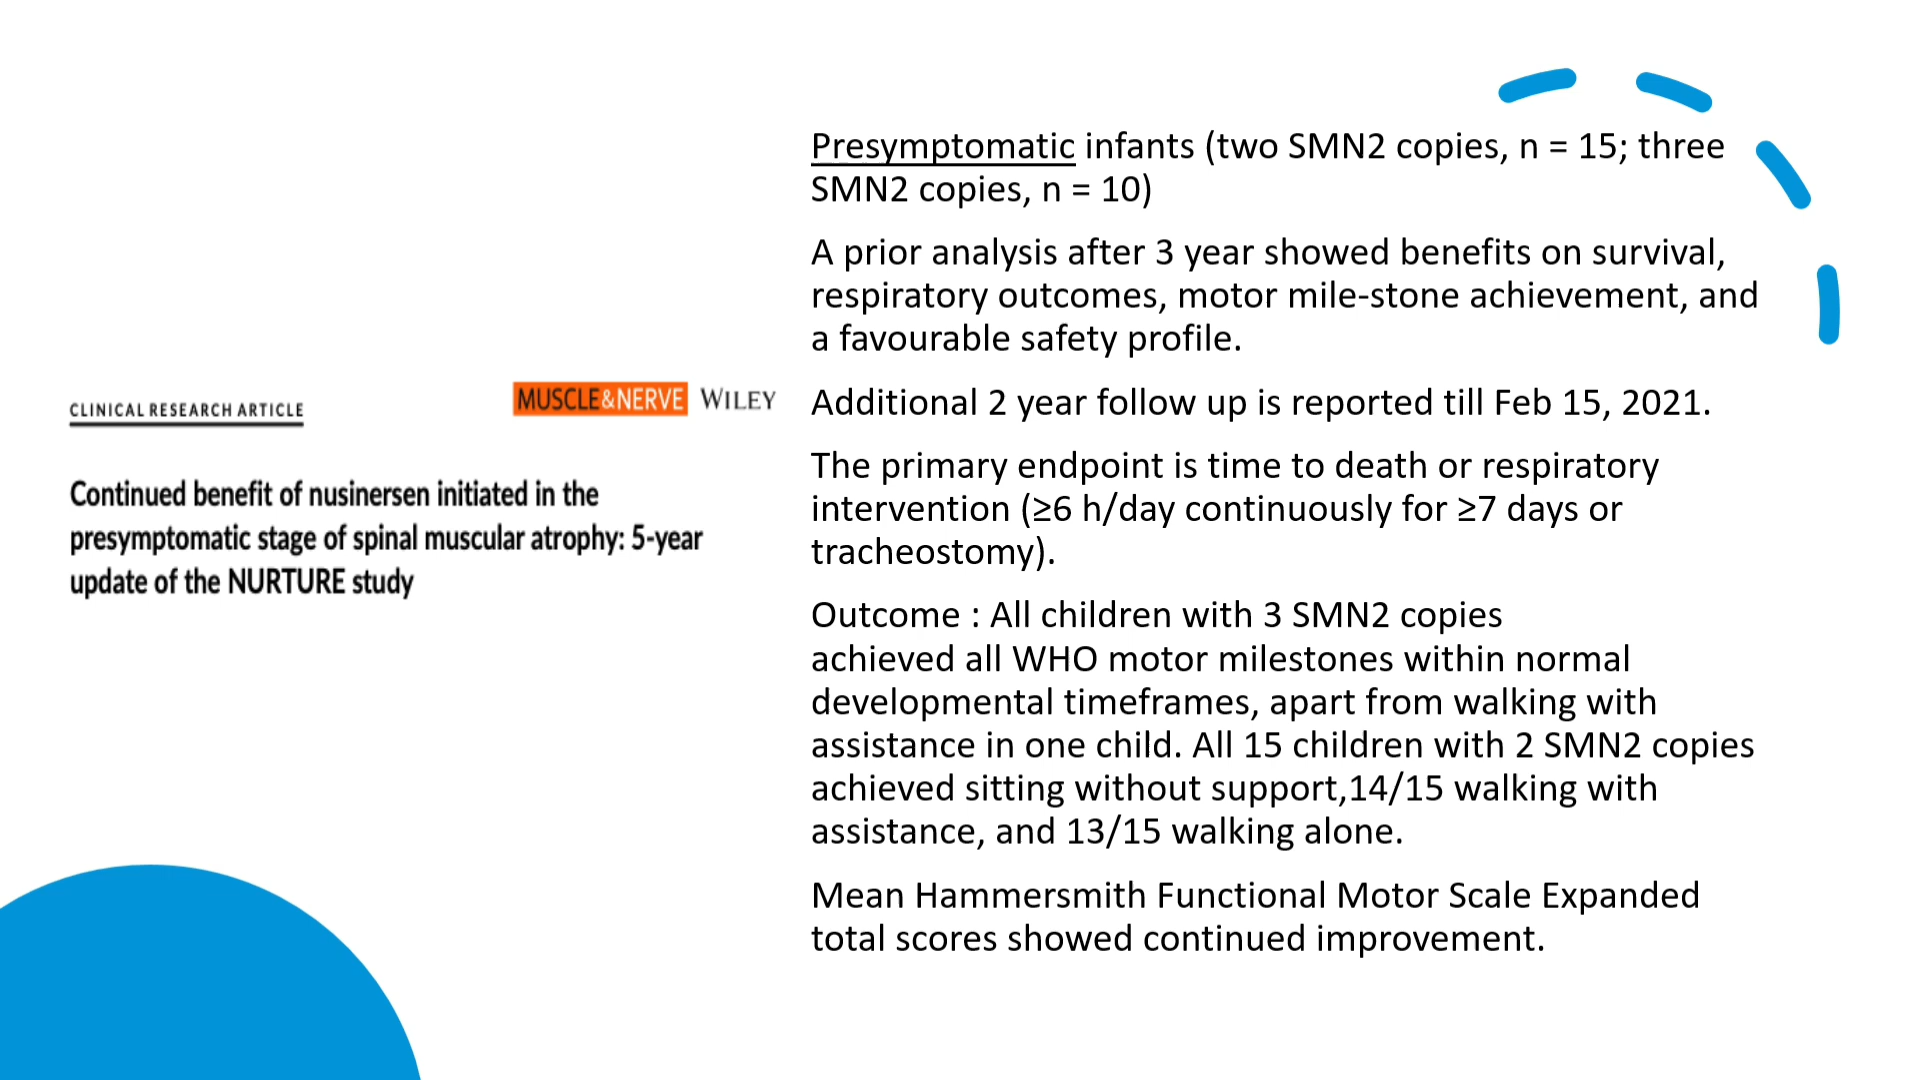 CLINICAL RESEARCH ARTICLE
MUSCLE&NERVE WILEY
Continued benefit of nusinersen initiated in the
presymptomatic stage of spinal muscular atrophy: 5-year
update of the NURTURE study
Presymptomatic infants (two SMN2 copies, n = 15; three
SMN2 copies, n = 10)
A prior analysis after 3 year showed benefits on survival,
respiratory outcomes, motor mile-stone achievement, and
a favourable safety profile.
Additional 2 year follow up is reported till Feb 15, 2021.
The primary endpoint is time to death or respiratory
intervention (≥6 h/day continuously for ≥7 days or
tracheostomy).
Outcome : All children with 3 SMN2 copies
achieved all WHO motor milestones within normal
developmental timeframes, apart from walking with
assistance in one child. All 15 children with 2 SMN2 copies
achieved sitting without support,14/15 walking with
assistance, and 13/15 walking alone.
Mean Hammersmith Functional Motor Scale Expanded
total scores showed continued improvement.